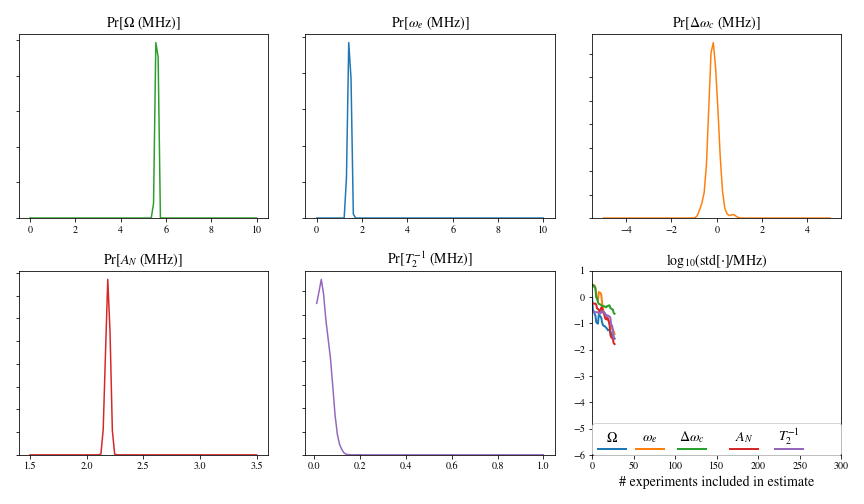 Pr[Ω (MHz)]
Pr[ω_e (MHz)]
Pr[Δω_c (MHz)]
0 2 4 6 8 10
0 2 4 6 8 10
−4 −2 0 2 4
Pr[A_N (MHz)]
Pr[T_2^{-1} (MHz)]
log_10(std[·]/MHz)
1
0
−1
−2
−3
−4
−5
−6
Ω ω_e Δω_c A_N T_2^{-1}
1.5 2.0 2.5 3.0 3.5
0.0 0.2 0.4 0.6 0.8 1.0
0 50 100 150 200 250 300
# experiments included in estimate